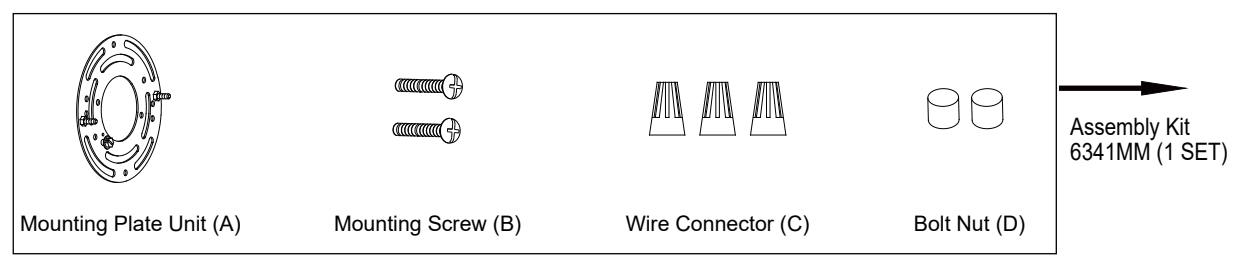 Mounting Plate Unit (A)
Mounting Screw (B)
Wire Connector (C)
Bolt Nut (D)
Assembly Kit
6341MM (1 SET)